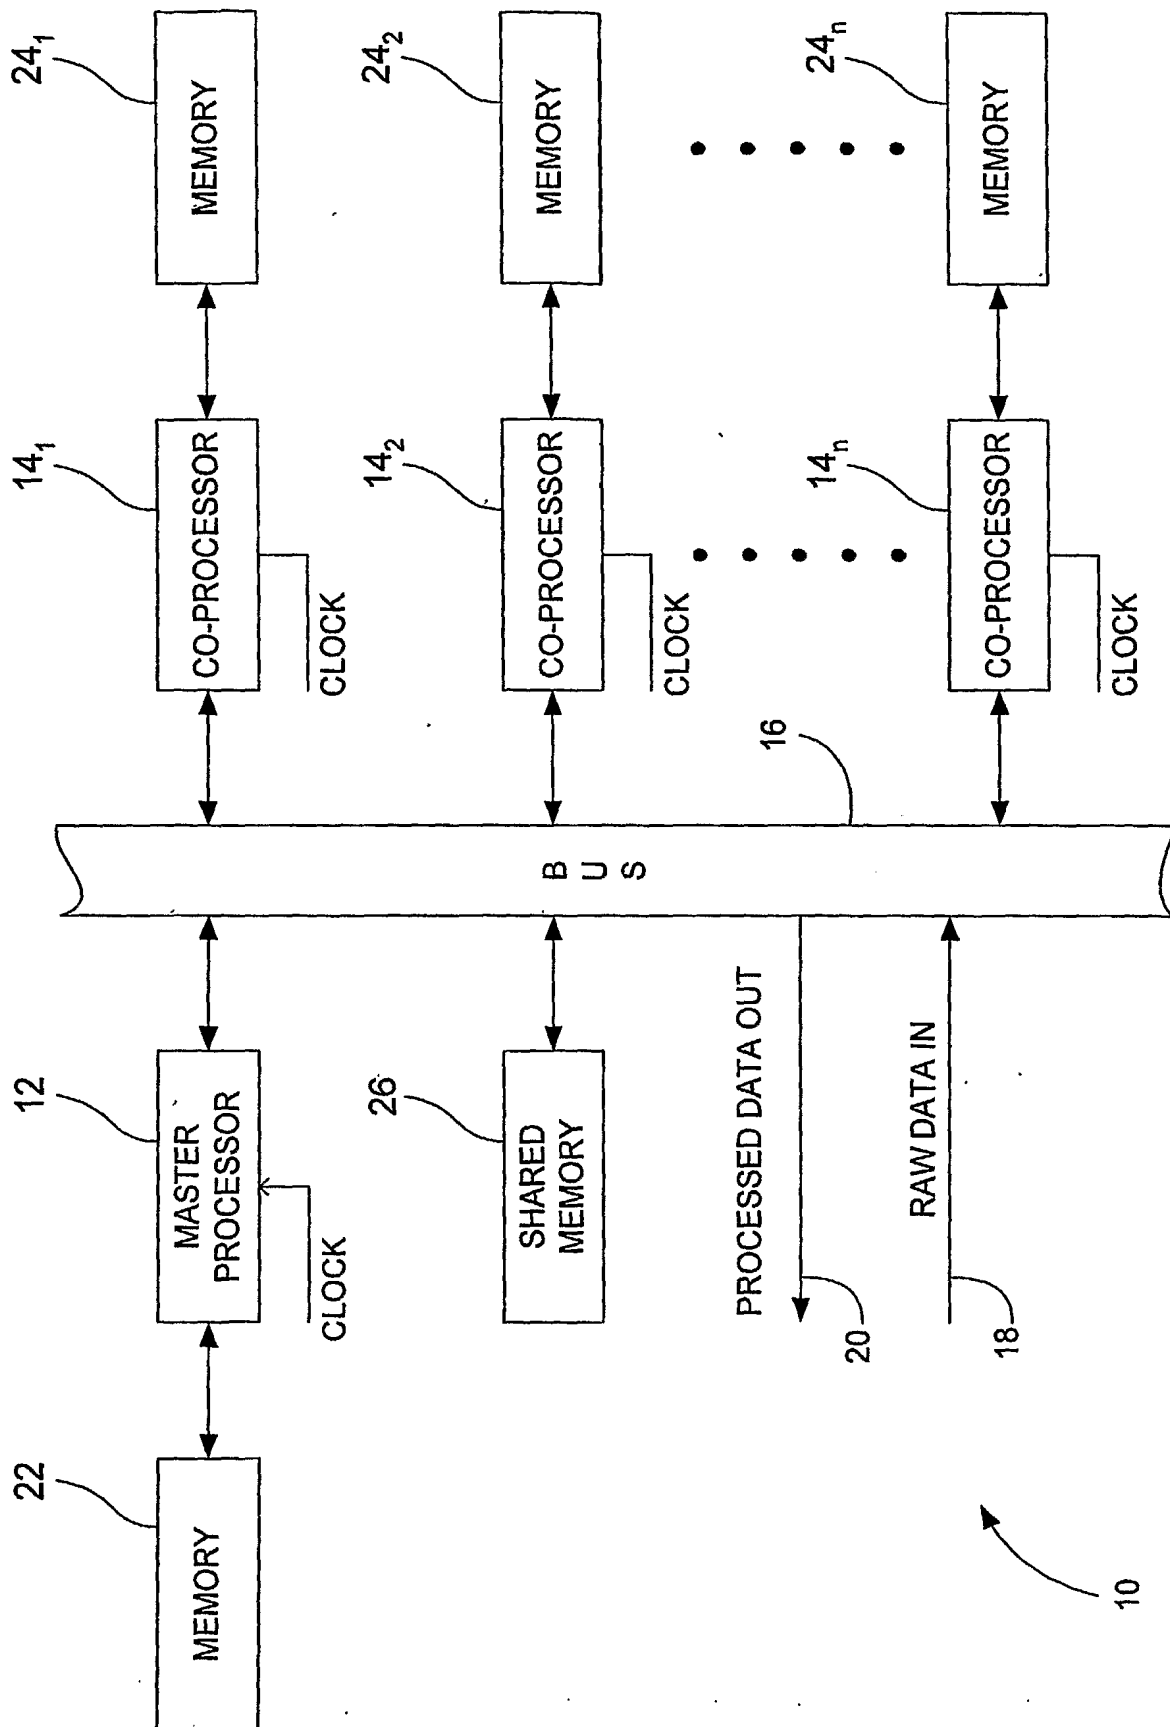 22
MEMORY
12
MASTER
PROCESSOR
CLOCK
26
SHARED
MEMORY
PROCESSED DATA OUT
20
RAW DATA IN
18
10
BUS
16
14₁
CO-PROCESSOR
CLOCK
24₁
MEMORY
14₂
CO-PROCESSOR
CLOCK
24₂
MEMORY
14ₙ
CO-PROCESSOR
CLOCK
24ₙ
MEMORY